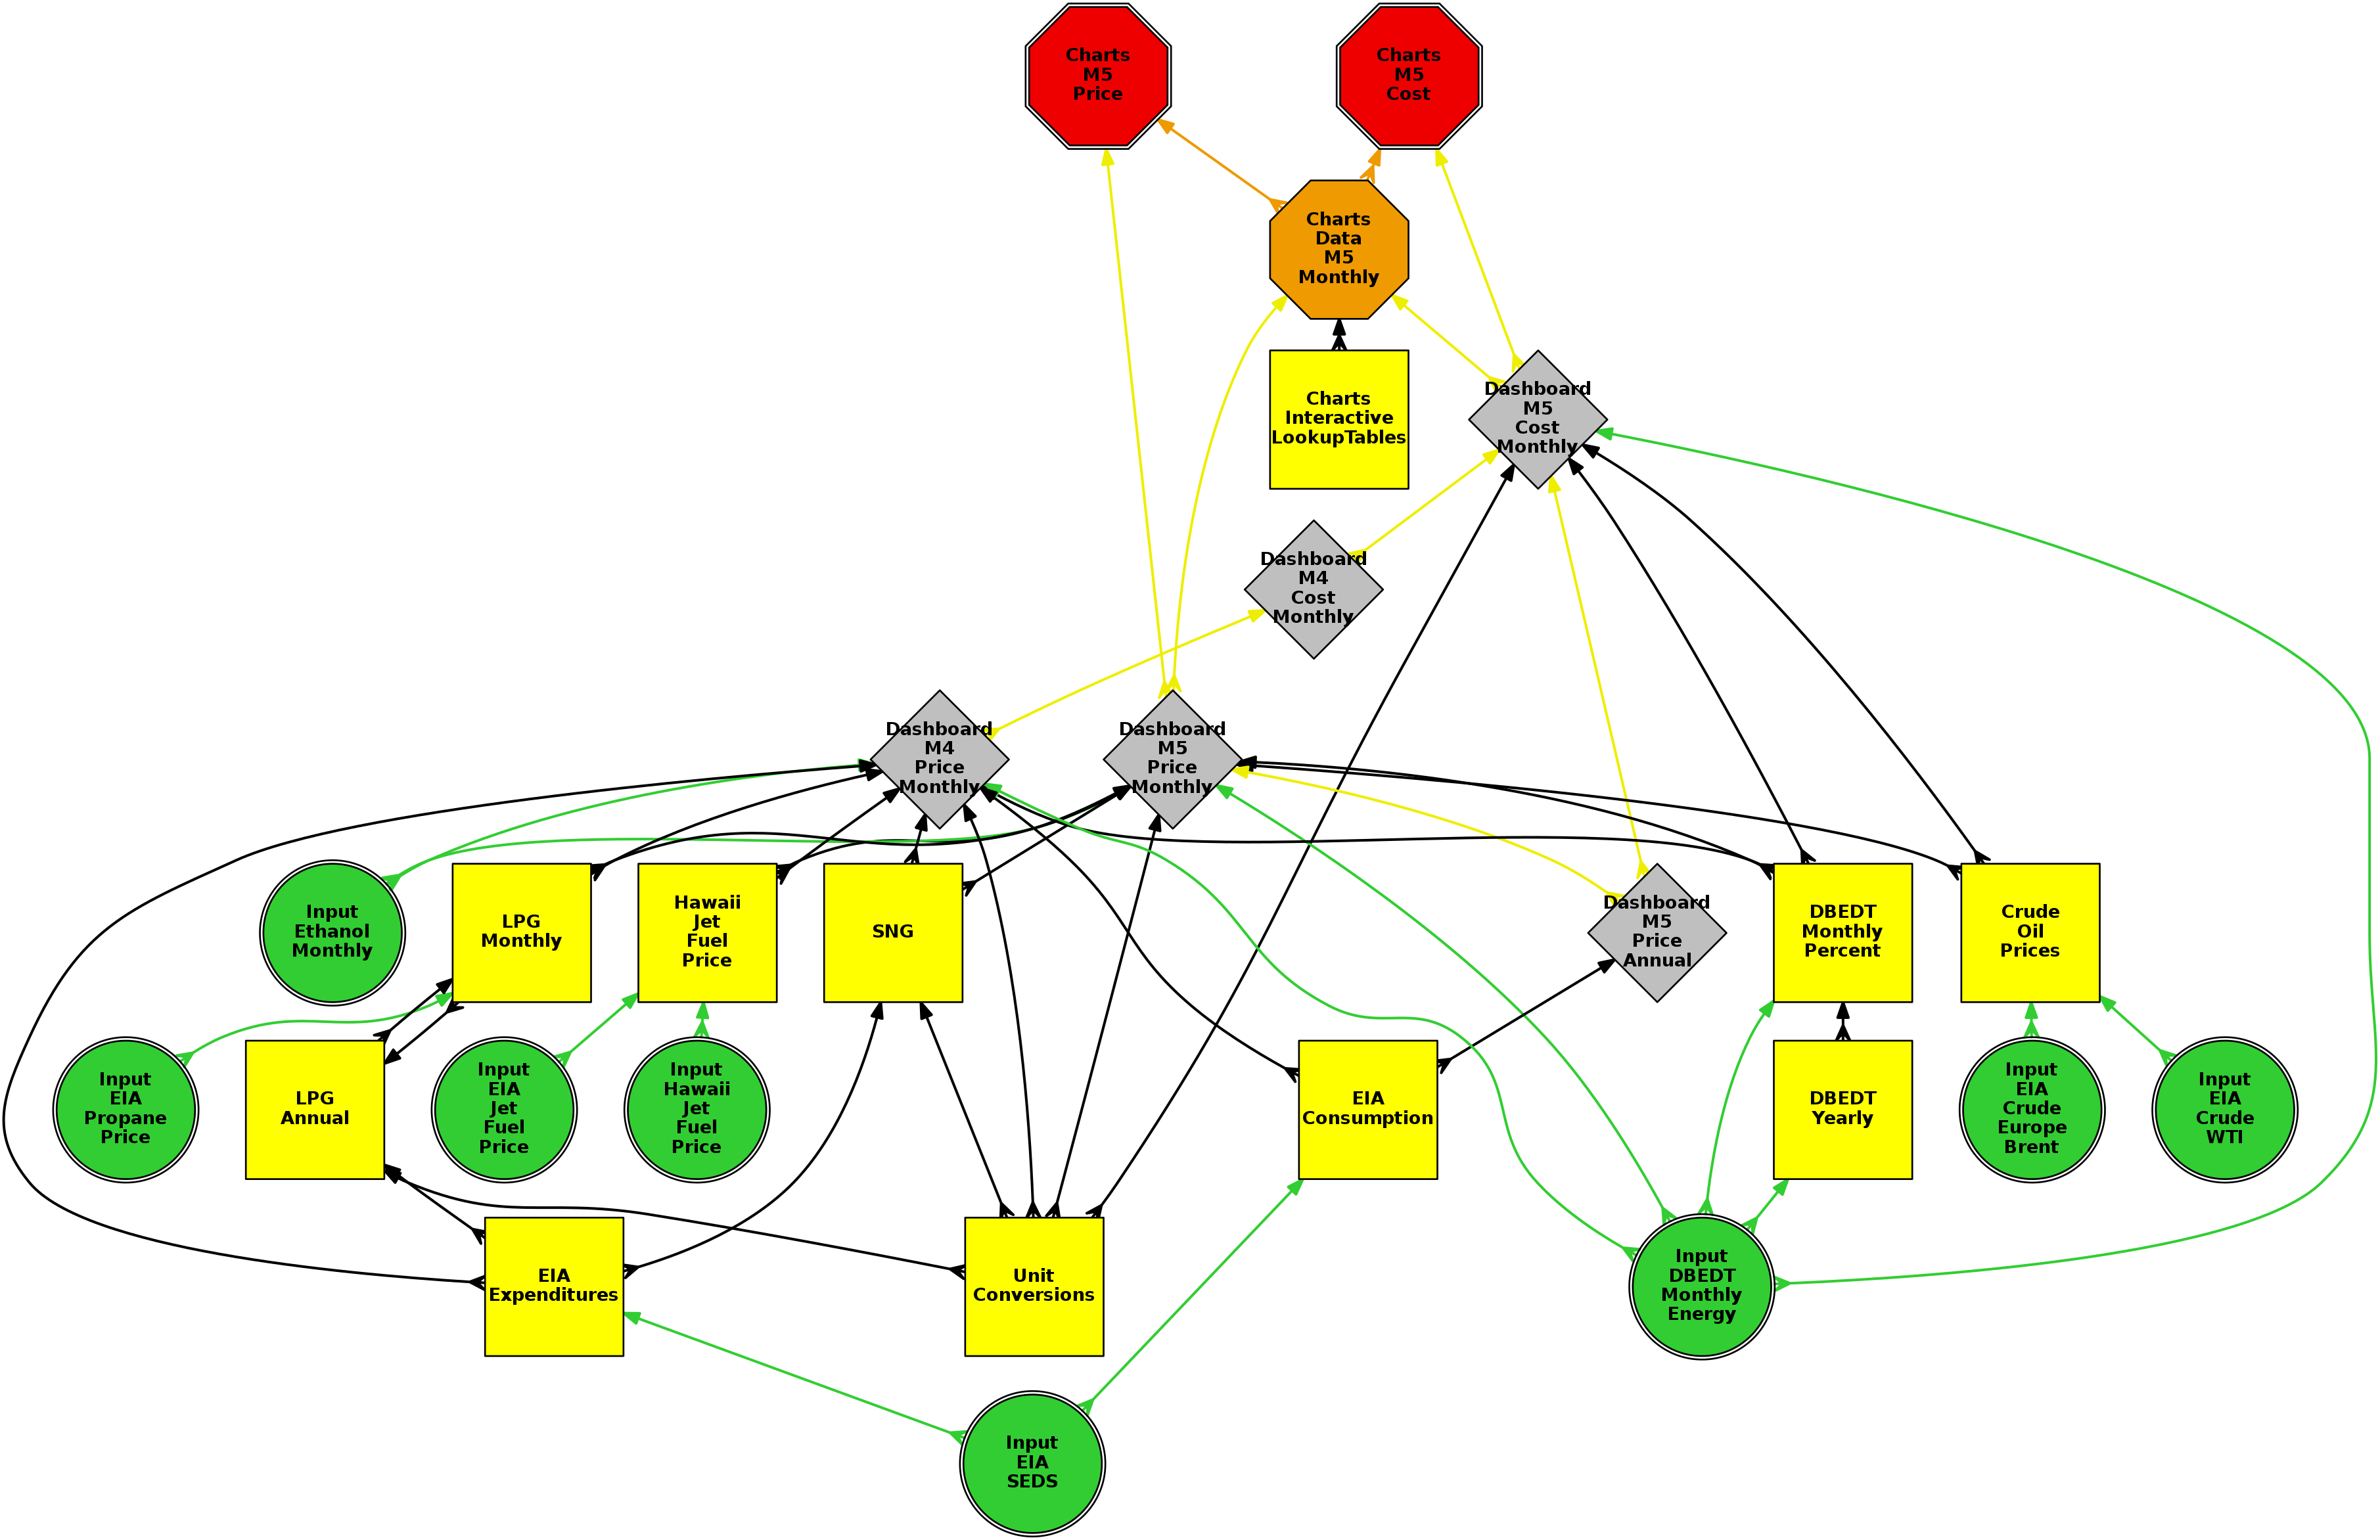 Charts
M5
Price
Charts
M5
Cost
Charts
Data
M5
Monthly
Charts
Interactive
LookupTables
Dashboard
M5
Cost
Monthly
Dashboard
M4
Cost
Monthly
Dashboard
M4
Price
Monthly
Dashboard
M5
Price
Monthly
Input
Ethanol
Monthly
LPG
Monthly
Hawaii
Jet
Fuel
Price
SNG
Dashboard
M5
Price
Annual
DBEDT
Monthly
Percent
Crude
Oil
Prices
Input
EIA
Propane
Price
LPG
Annual
Input
EIA
Jet
Fuel
Price
Input
Hawaii
Jet
Fuel
Price
EIA
Consumption
DBEDT
Yearly
Input
EIA
Crude
Europe
Brent
Input
EIA
Crude
WTI
EIA
Expenditures
Unit
Conversions
Input
DBEDT
Monthly
Energy
Input
EIA
SEDS